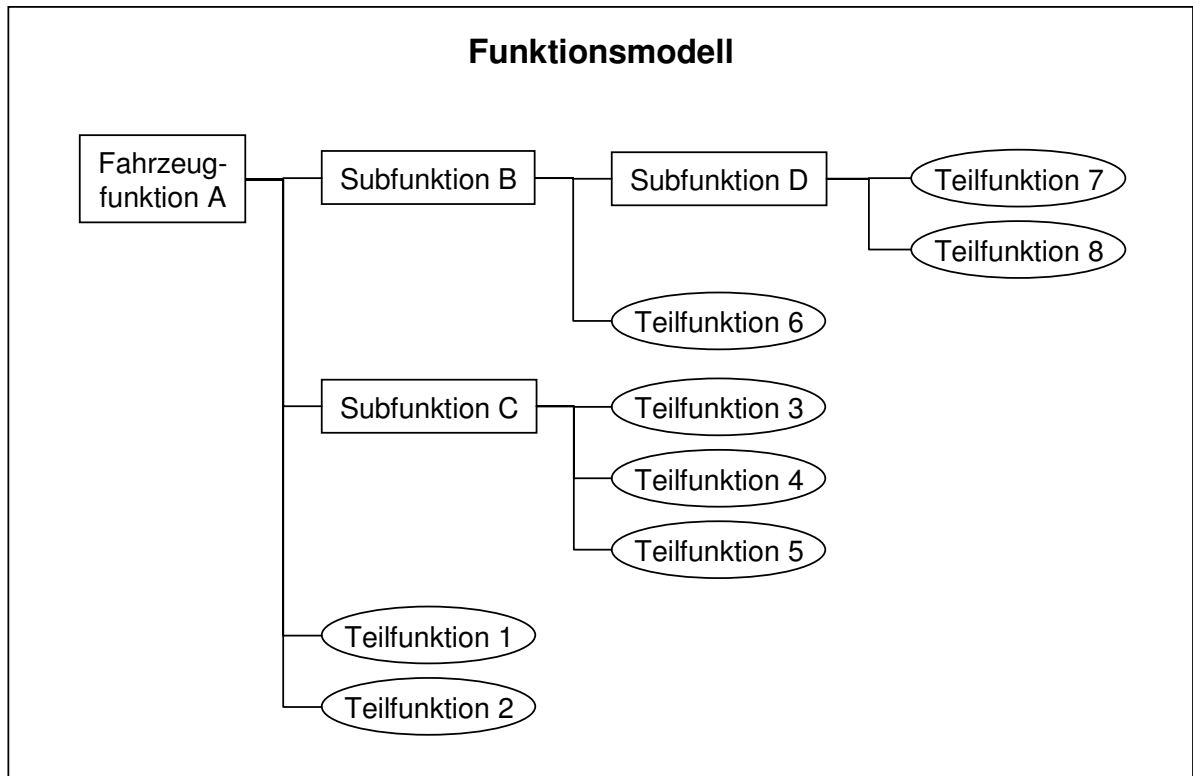 Funktionsmodell
Fahrzeug-
funktion A
Subfunktion B
Subfunktion D
Teilfunktion 7
Teilfunktion 8
Teilfunktion 6
Subfunktion C
Teilfunktion 3
Teilfunktion 4
Teilfunktion 5
Teilfunktion 1
Teilfunktion 2